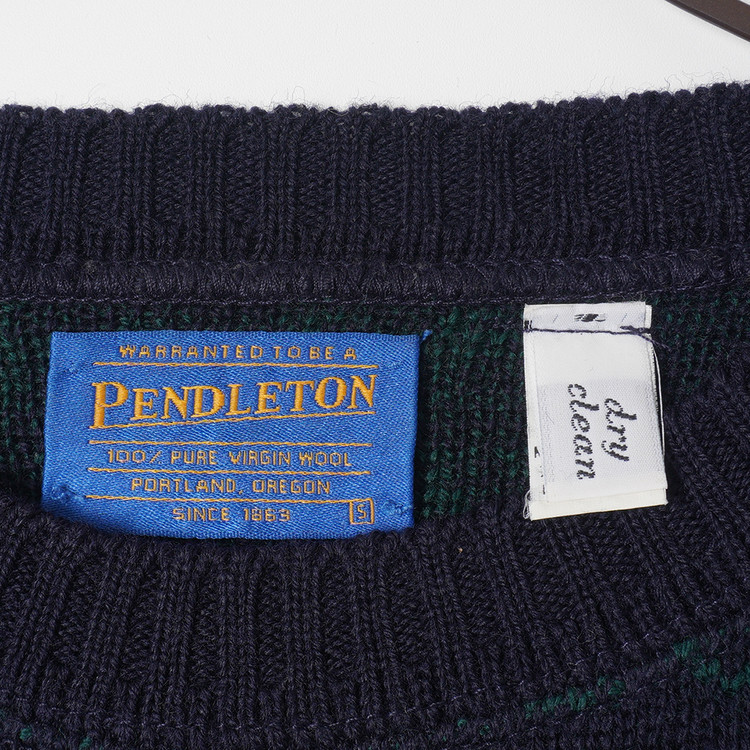 WARRANTED TO BE A
PENDLETON
100% PURE VIRGIN WOOL
PORTLAND, OREGON
SINCE 1863
S
dry
clean